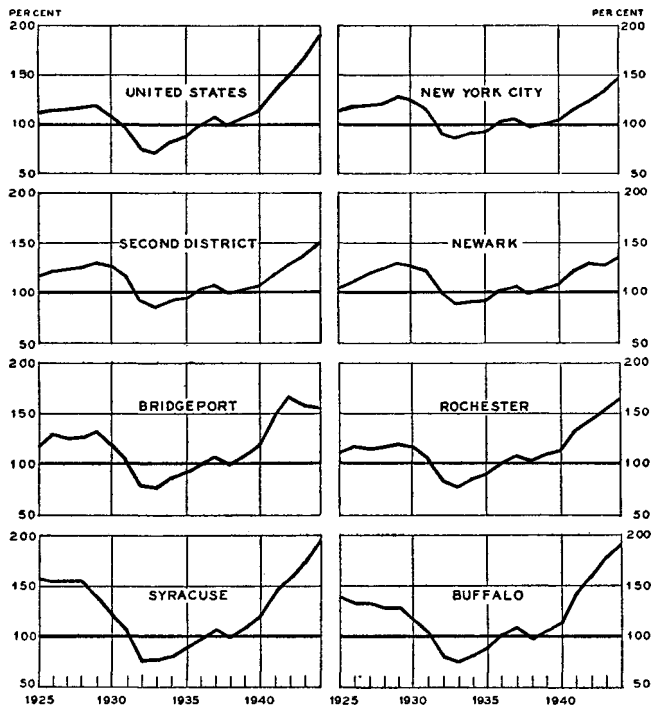 PER CENT PER CENT
200 200
150 150
UNITED STATES NEW YORK CITY
100 100
50 50
200 200
150 150
SECOND DISTRICT NEWARK
100 100
50 50
200 200
150 150
BRIDGEPORT ROCHESTER
100 100
50 50
200 200
150 150
SYRACUSE BUFFALO
100 100
50 50
1925 1930 1935 1940 1925 1930 1935 1940